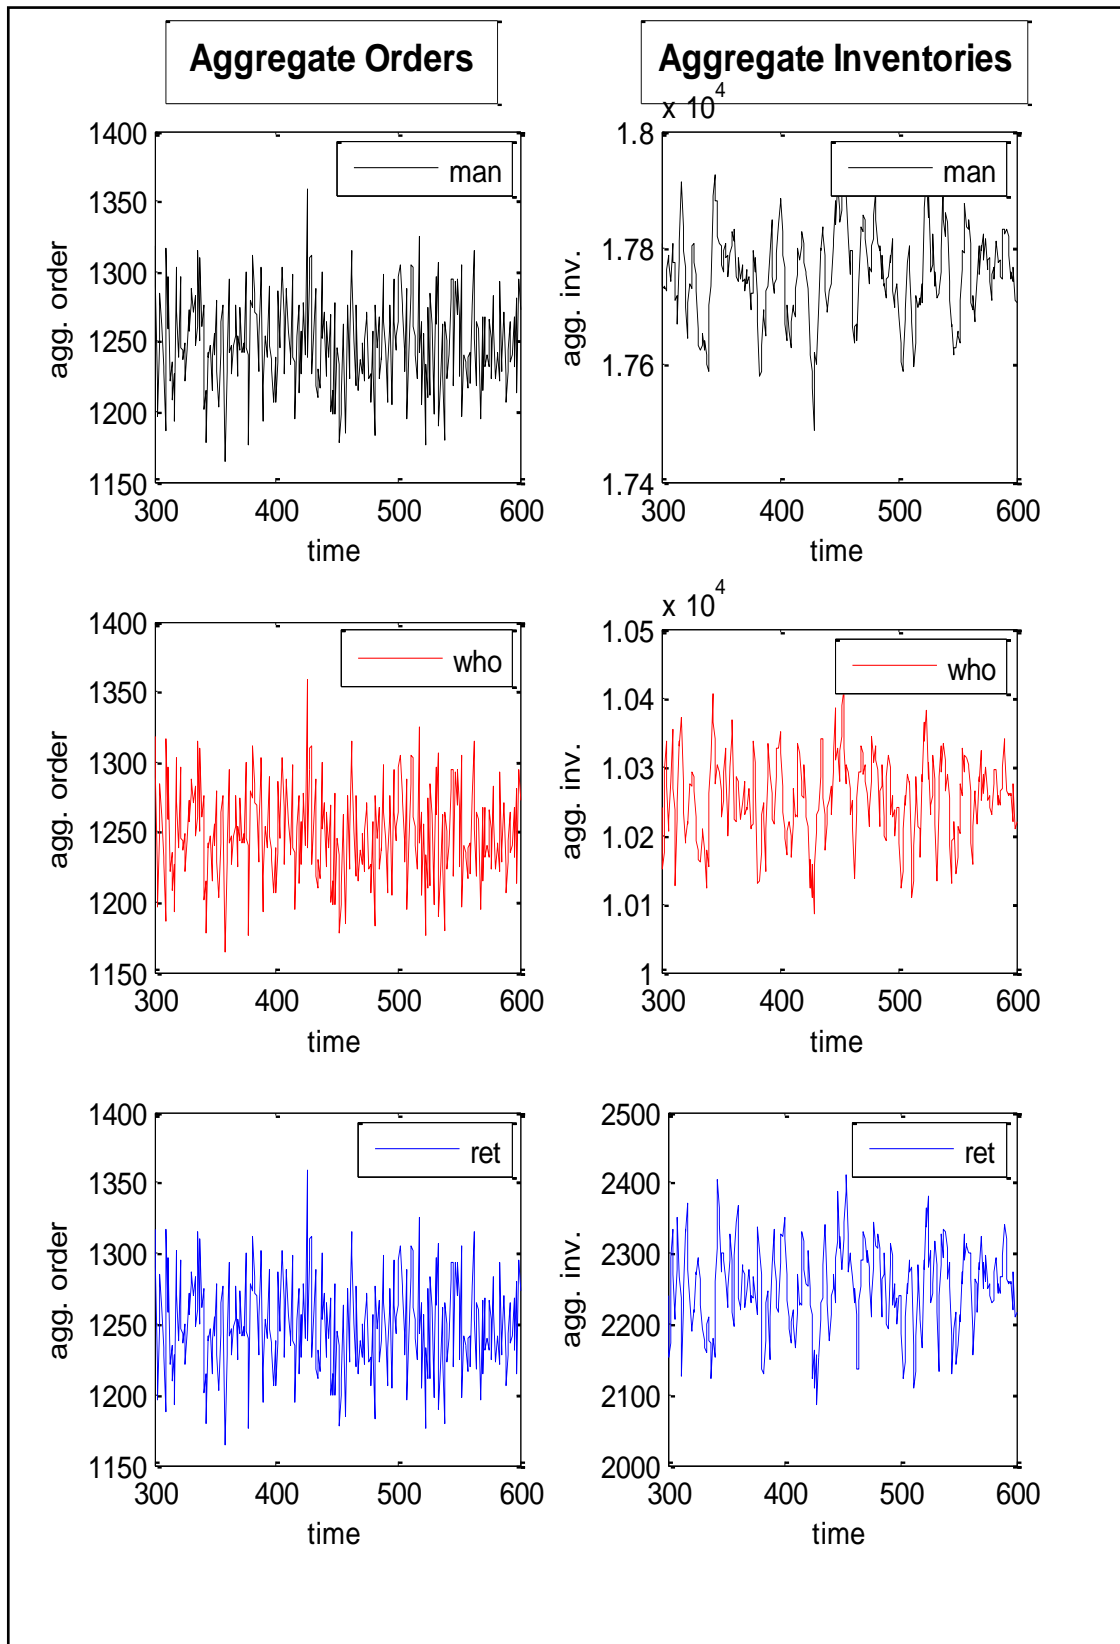 Aggregate Orders
Aggregate Inventories
1400
1350
1300
1250
1200
1150
agg. order
man
300 400 500 600
time
x 10^4
1.8
1.78
1.76
1.74
agg. inv.
man
300 400 500 600
time
1400
1350
1300
1250
1200
1150
agg. order
who
300 400 500 600
time
x 10^4
1.05
1.04
1.03
1.02
1.01
1
agg. inv.
who
300 400 500 600
time
1400
1350
1300
1250
1200
1150
agg. order
ret
300 400 500 600
time
2500
2400
2300
2200
2100
2000
agg. inv.
ret
300 400 500 600
time